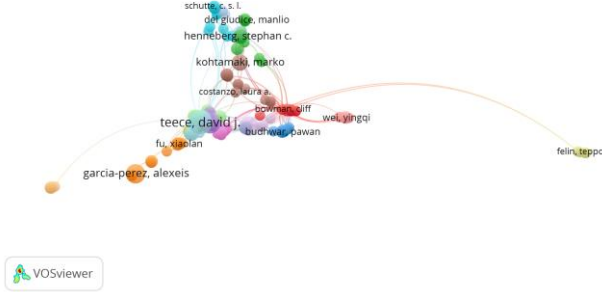 schutte, c. s. l.
del giudice, manlio
henneberg, stephan c.
kohtamaki, marko
costanzo, laura a.
bowman, cliff
wei, yingqi
teece, david j.
budhwar, pawan
fu, xiaolan
felin, teppo
garcia-perez, alexeis
VOSviewer